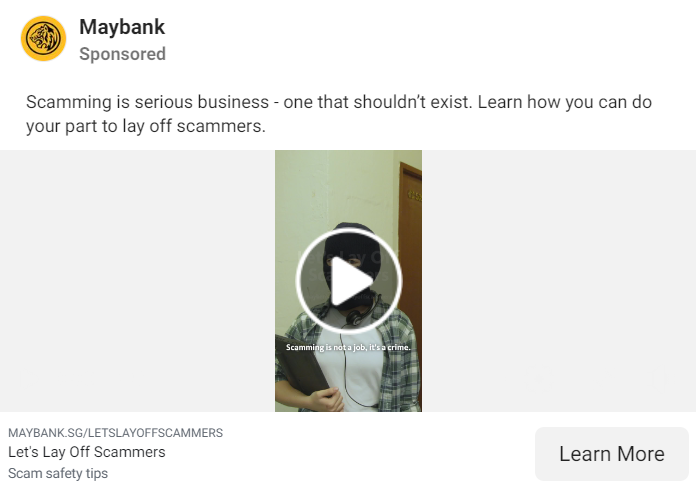 Maybank
Sponsored
Scamming is serious business - one that shouldn’t exist. Learn how you can do
your part to lay off scammers.
Scamming is not a job, it's a crime.
MAYBANK.SG/LETSLAYOFFSCAMMERS
Let's Lay Off Scammers
Scam safety tips
Learn More